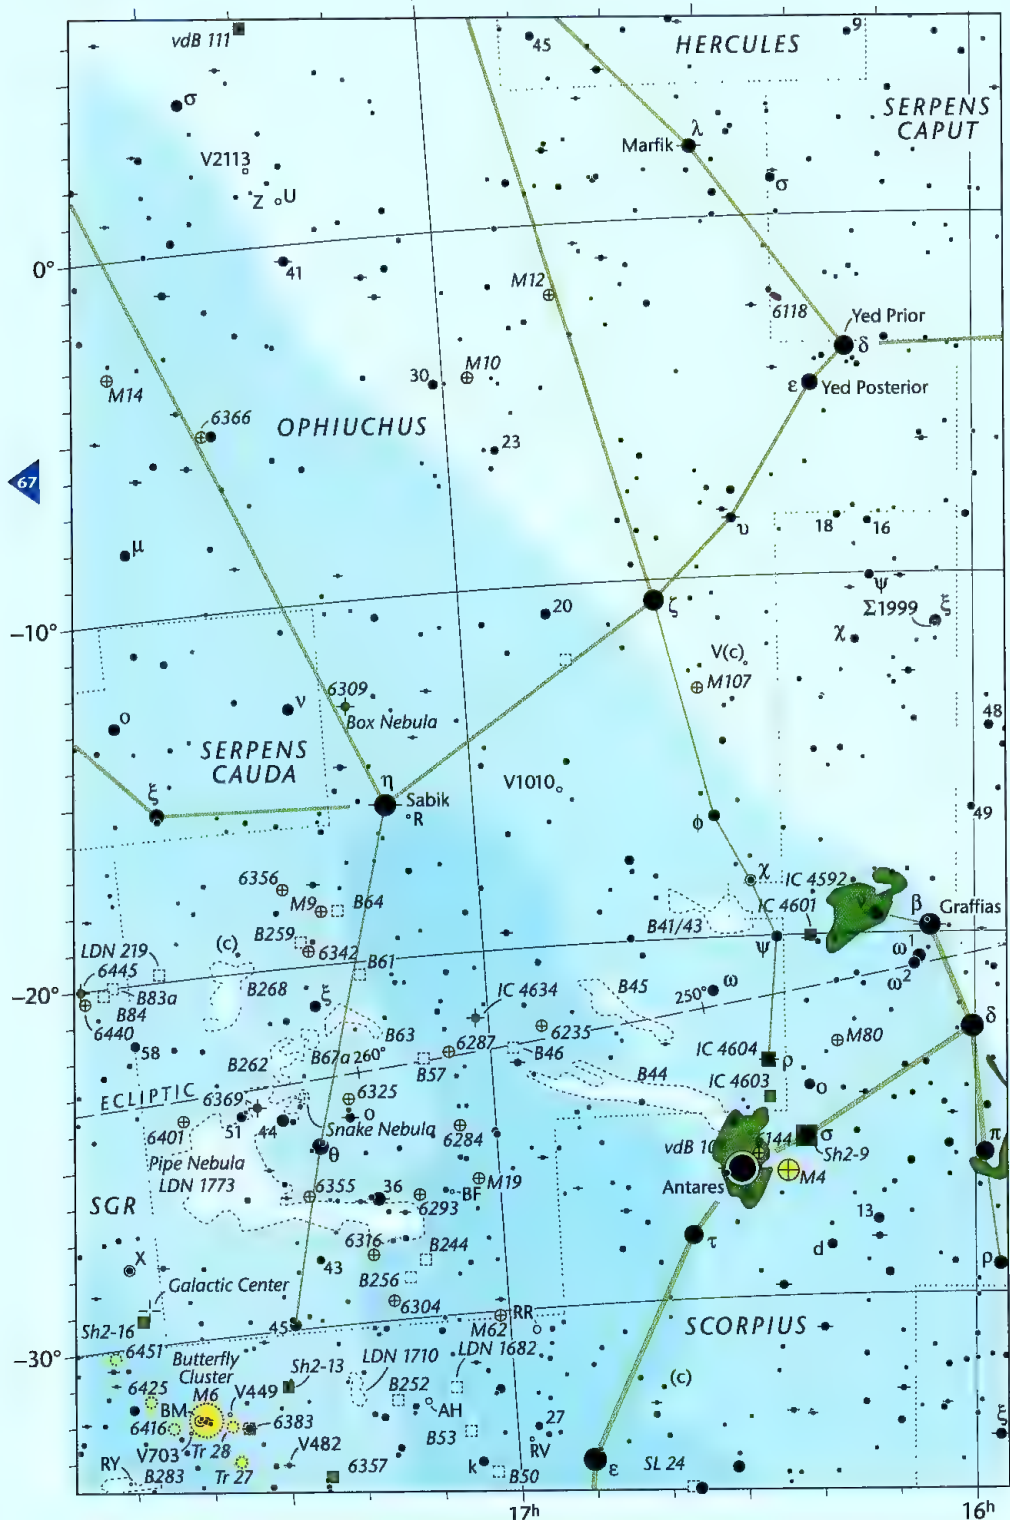 vdB 111
45
HERCULES
9
σ
SERPENS
CAPUT
λ
Marfik
V2113
σ
Z
U
0°
41
M12
6118
Yed Prior
δ
M14
M10
30
ε
Yed Posterior
6366
OPHIUCHUS
23
67
υ
18
16
μ
ψ
Σ1999
ξ
20
ζ
−10°
χ
V(c)
M107
6309
ν
Box Nebula
48
ο
SERPENS
CAUDA
η
V1010
ξ
Sabik
R
φ
49
χ
IC 4592
6356
M9
B64
IC 4601
ν
β
Graffias
B41/43
B259
(c)
6342
ψ
ω¹
LDN 219
B61
ω²
6445
B83a
B268
ξ
IC 4634
B45
250°
ω
−20°
B84
6440
B63
6235
δ
58
B262
B67a
260°
6287
B46
IC 4604
ρ
M80
B57
B44
IC 4603
ECLIPTIC
6325
ο
6369
ο
51
44
Snake Nebula
6401
θ
6284
vdB 10
6144
σ
Sh2-9
π
Pipe Nebula
LDN 1773
M4
M19
Antares
6355
36
BF
SGR
6293
13
6316
τ
d
B244
X
43
ρ
Galactic Center
B256
6304
45
RR
M62
SCORPIUS
Sh2-16
−30°
6451
Butterfly
Cluster
Sh2-13
LDN 1710
LDN 1682
(c)
6425
M6
V449
B252
BM
AH
6416
6383
27
ξ
V703
Tr 28
V482
B53
RV
RY
B283
Tr 27
6357
k
B50
ε
SL 24
17h
16h